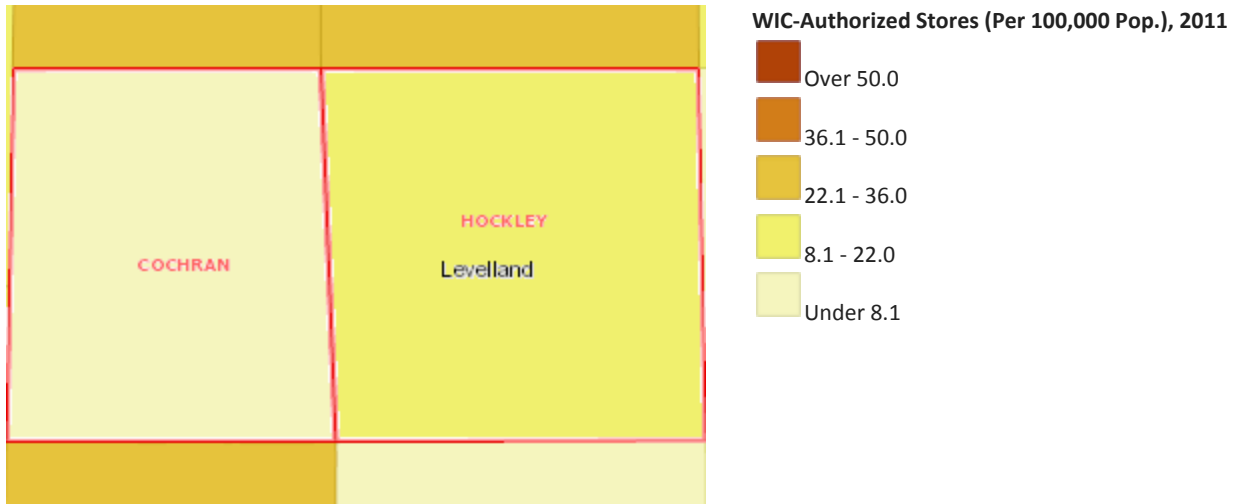 WIC-Authorized Stores (Per 100,000 Pop.), 2011
Over 50.0
36.1 - 50.0
22.1 - 36.0
8.1 - 22.0
Under 8.1
HOCKLEY
COCHRAN
Levelland